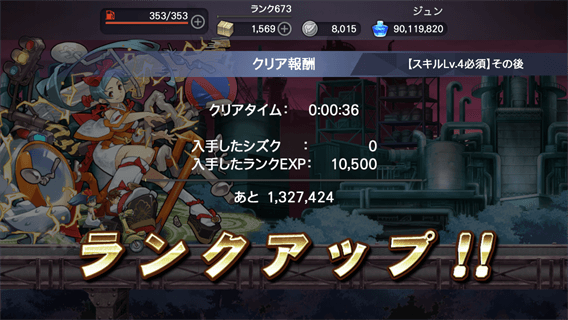 353/353
ランク673
1,569
8,015
ジュン
90,119,820
クリア報酬
【スキルLv.4必須】その後
クリアタイム： 0:00:36
入手したシズク ： 0
入手したランクEXP： 10,500
あと 1,327,424
ランクアップ!!